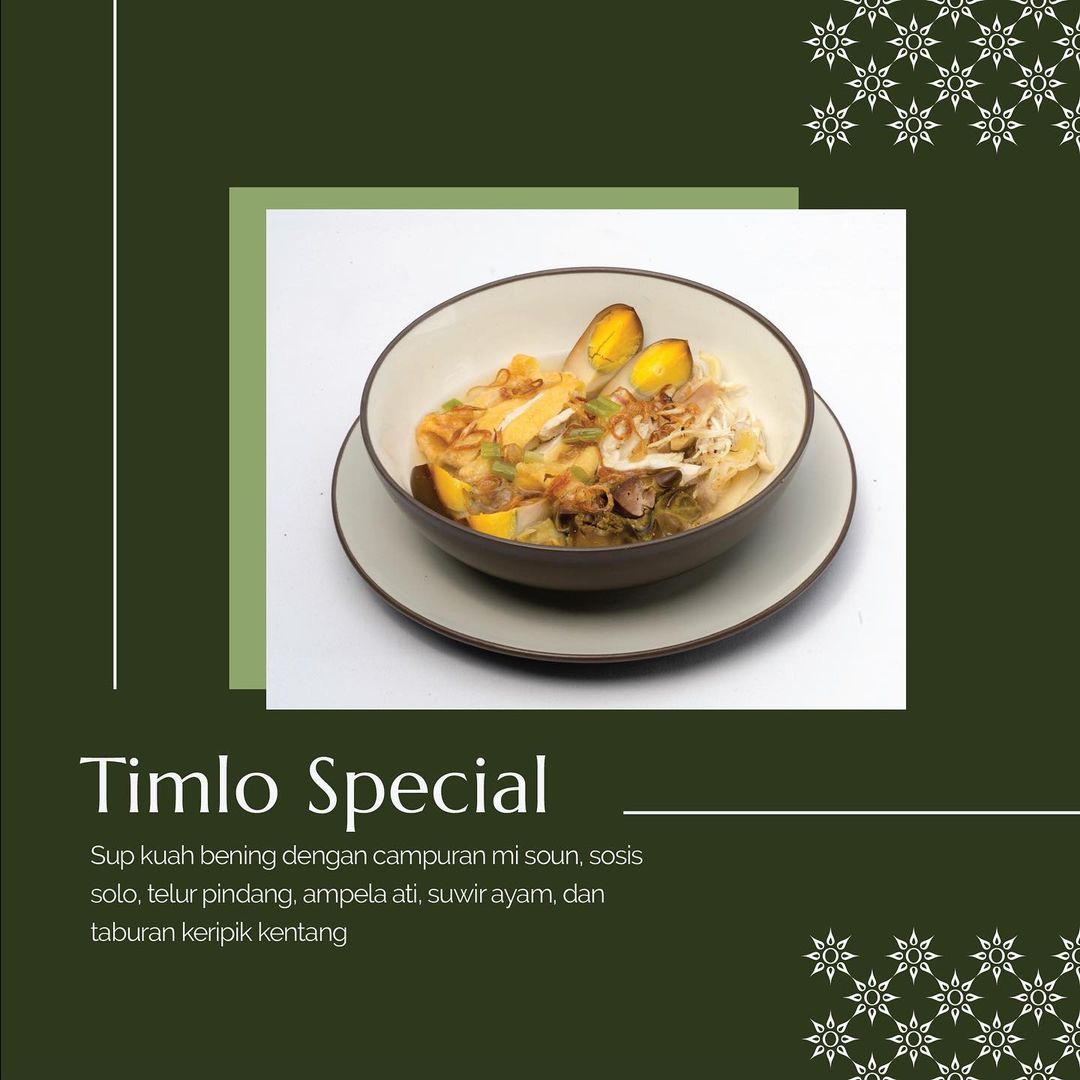 Timlo Special
Sup kuah bening dengan campuran mi soun, sosis
solo, telur pindang, ampela ati, suwir ayam, dan
taburan keripik kentang